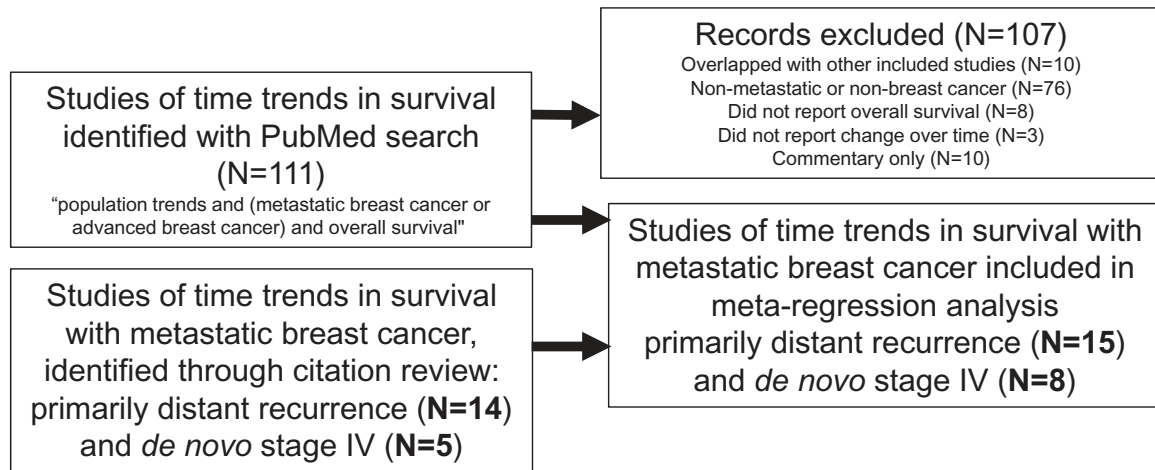 Studies of time trends in survival
identified with PubMed search
(N=111)
“population trends and (metastatic breast cancer or
advanced breast cancer) and overall survival"
Records excluded (N=107)
Overlapped with other included studies (N=10)
Non-metastatic or non-breast cancer (N=76)
Did not report overall survival (N=8)
Did not report change over time (N=3)
Commentary only (N=10)
Studies of time trends in survival
with metastatic breast cancer,
identified through citation review:
primarily distant recurrence (N=14)
and de novo stage IV (N=5)
Studies of time trends in survival with
metastatic breast cancer included in
meta-regression analysis
primarily distant recurrence (N=15)
and de novo stage IV (N=8)